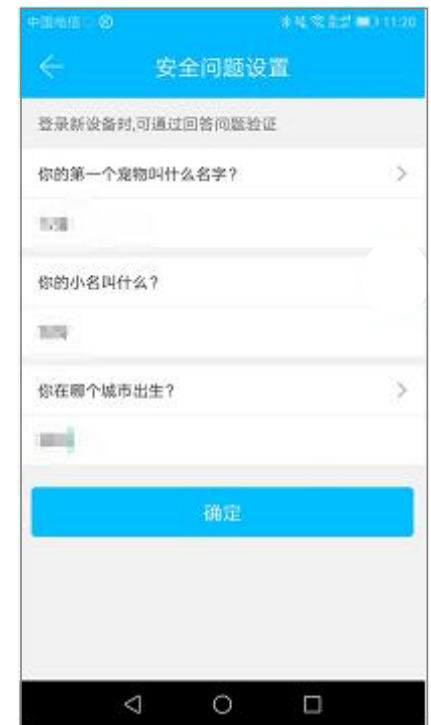 中国电信
11:20
安全问题设置
登录新设备时,可通过回答问题验证
你的第一个宠物叫什么名字?
你的小名叫什么?
你在哪个城市出生?
确定